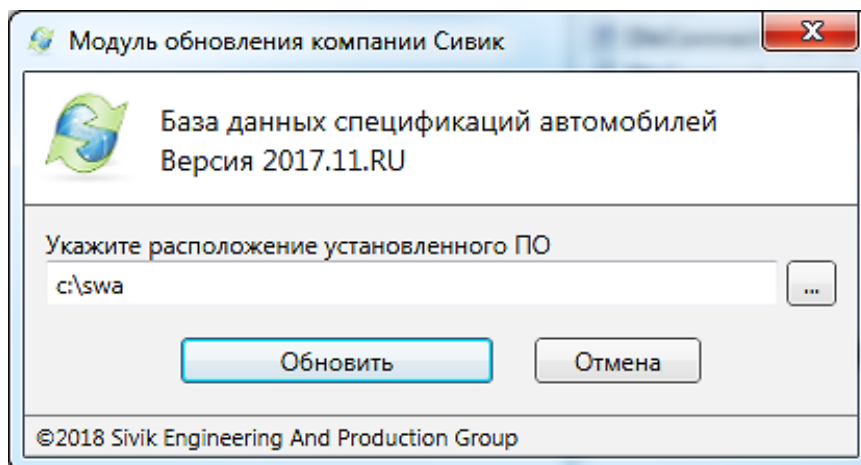 Модуль обновления компании Сивик
База данных спецификаций автомобилей
Версия 2017.11.RU
Укажите расположение установленного ПО
c:\swa
...
Обновить
Отмена
©2018 Sivik Engineering And Production Group